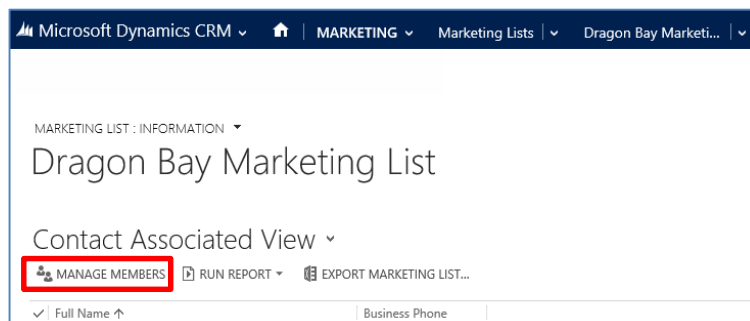 Microsoft Dynamics CRM MARKETING Marketing Lists Dragon Bay Marketi...
MARKETING LIST : INFORMATION
Dragon Bay Marketing List
Contact Associated View
MANAGE MEMBERS RUN REPORT EXPORT MARKETING LIST...
Full Name Business Phone